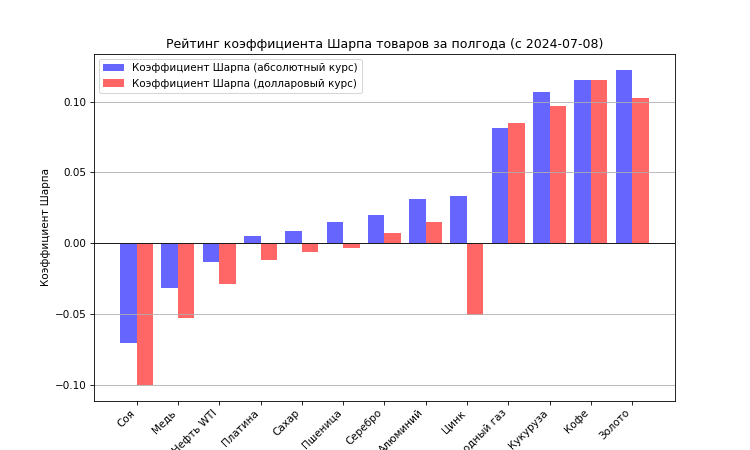 Рейтинг коэффициента Шарпа товаров за полгода (с 2024-07-08)
Коэффициент Шарпа (абсолютный курс)
Коэффициент Шарпа (долларовый курс)
Коэффициент Шарпа
0.10
0.05
0.00
−0.05
−0.10
Соя
Медь
Нефть WTI
Платина
Сахар
Пшеница
Серебро
Алюминий
Цинк
одный газ
Кукуруза
Кофе
Золото